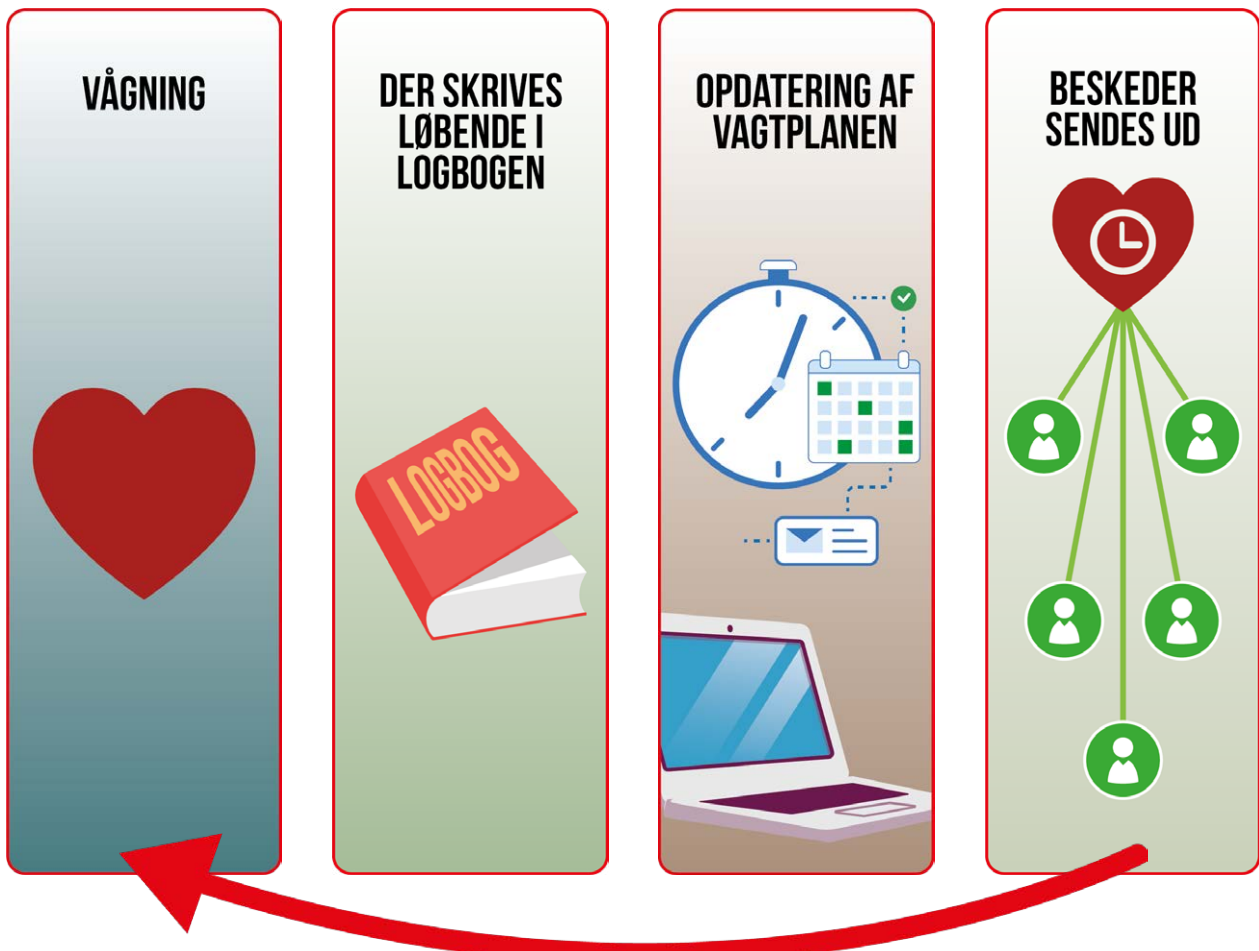 VÅGNING
DER SKRIVES
LØBENDE I
LOGBOGEN
LOGBOG
OPDATERING AF
VAGTPLANEN
BESKEDER
SENDES UD